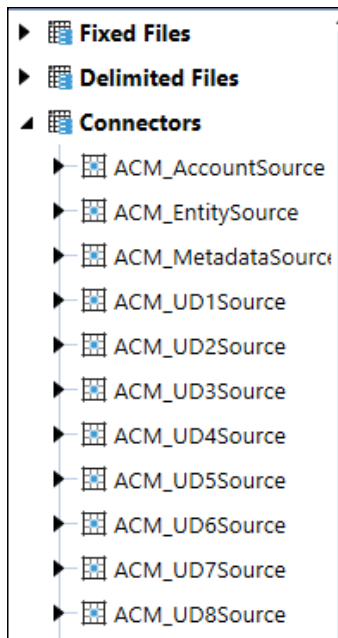 Fixed Files
Delimited Files
Connectors
ACM_AccountSource
ACM_EntitySource
ACM_MetadataSource
ACM_UD1Source
ACM_UD2Source
ACM_UD3Source
ACM_UD4Source
ACM_UD5Source
ACM_UD6Source
ACM_UD7Source
ACM_UD8Source